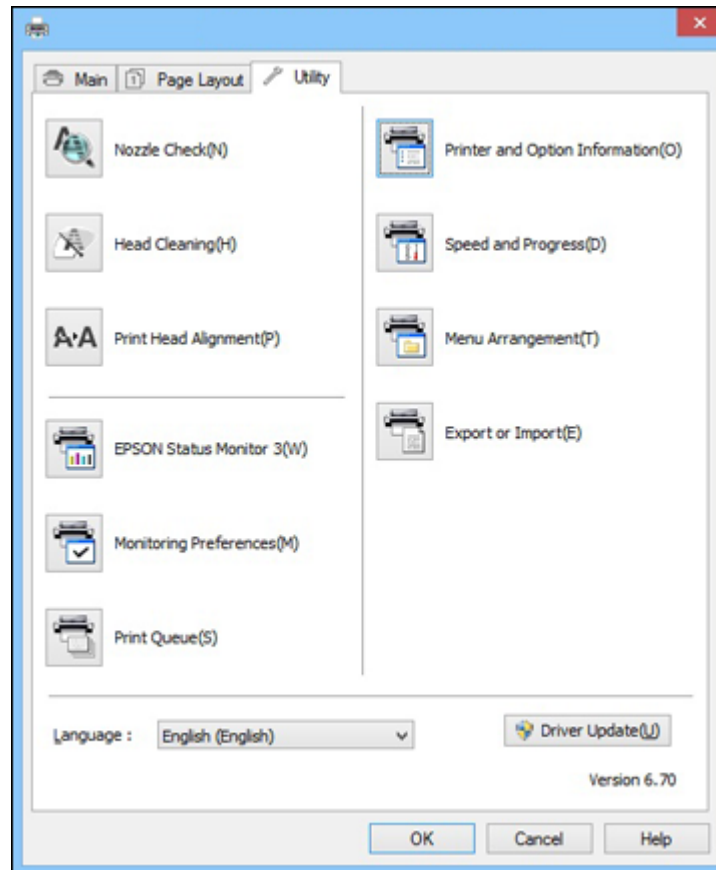 Main
Page Layout
Utility
Nozzle Check(N)
Head Cleaning(H)
Print Head Alignment(P)
EPSON Status Monitor 3(W)
Monitoring Preferences(M)
Print Queue(S)
Printer and Option Information(O)
Speed and Progress(D)
Menu Arrangement(T)
Export or Import(E)
Language :
English (English)
Driver Update(U)
Version 6.70
OK
Cancel
Help